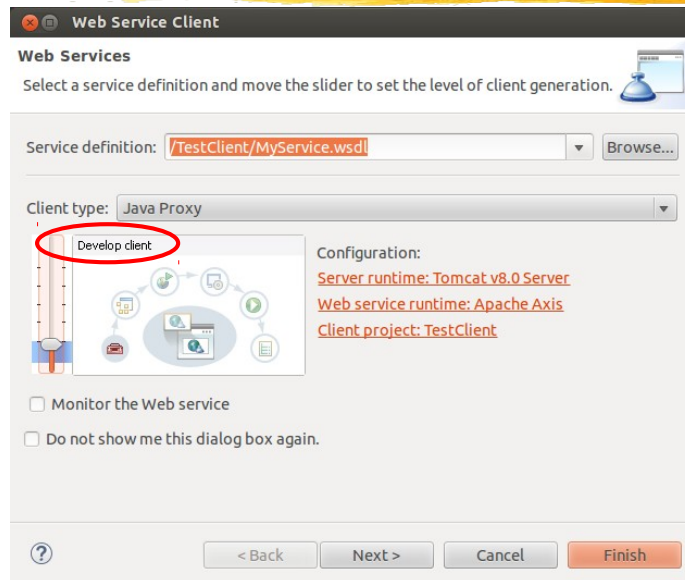 Web Service Client
Web Services
Select a service definition and move the slider to set the level of client generation.
Service definition: /TestClient/MyService.wsdl Browse...
Client type: Java Proxy
Develop client
Configuration:
Server runtime: Tomcat v8.0 Server
Web service runtime: Apache Axis
Client project: TestClient
Monitor the Web service
Do not show me this dialog box again.
? < Back Next > Cancel Finish